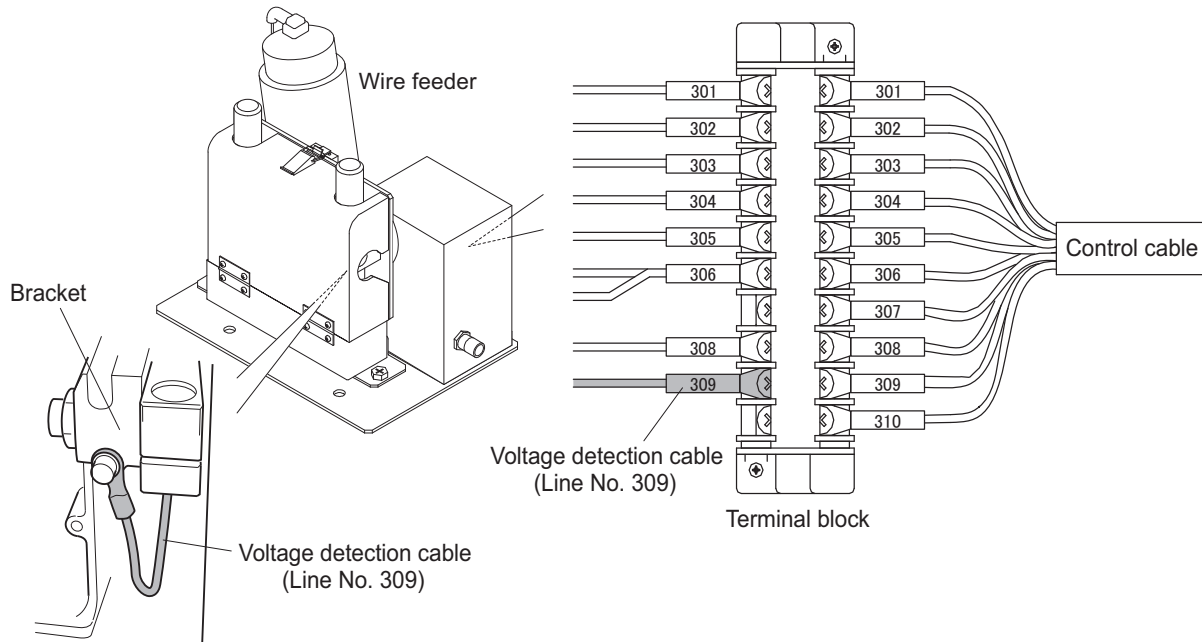 Wire feeder
Bracket
Voltage detection cable
(Line No. 309)
301 301
302 302
303 303
304 304
305 305
306 306
307
308 308
309 309
310
Control cable
Voltage detection cable
(Line No. 309)
Terminal block